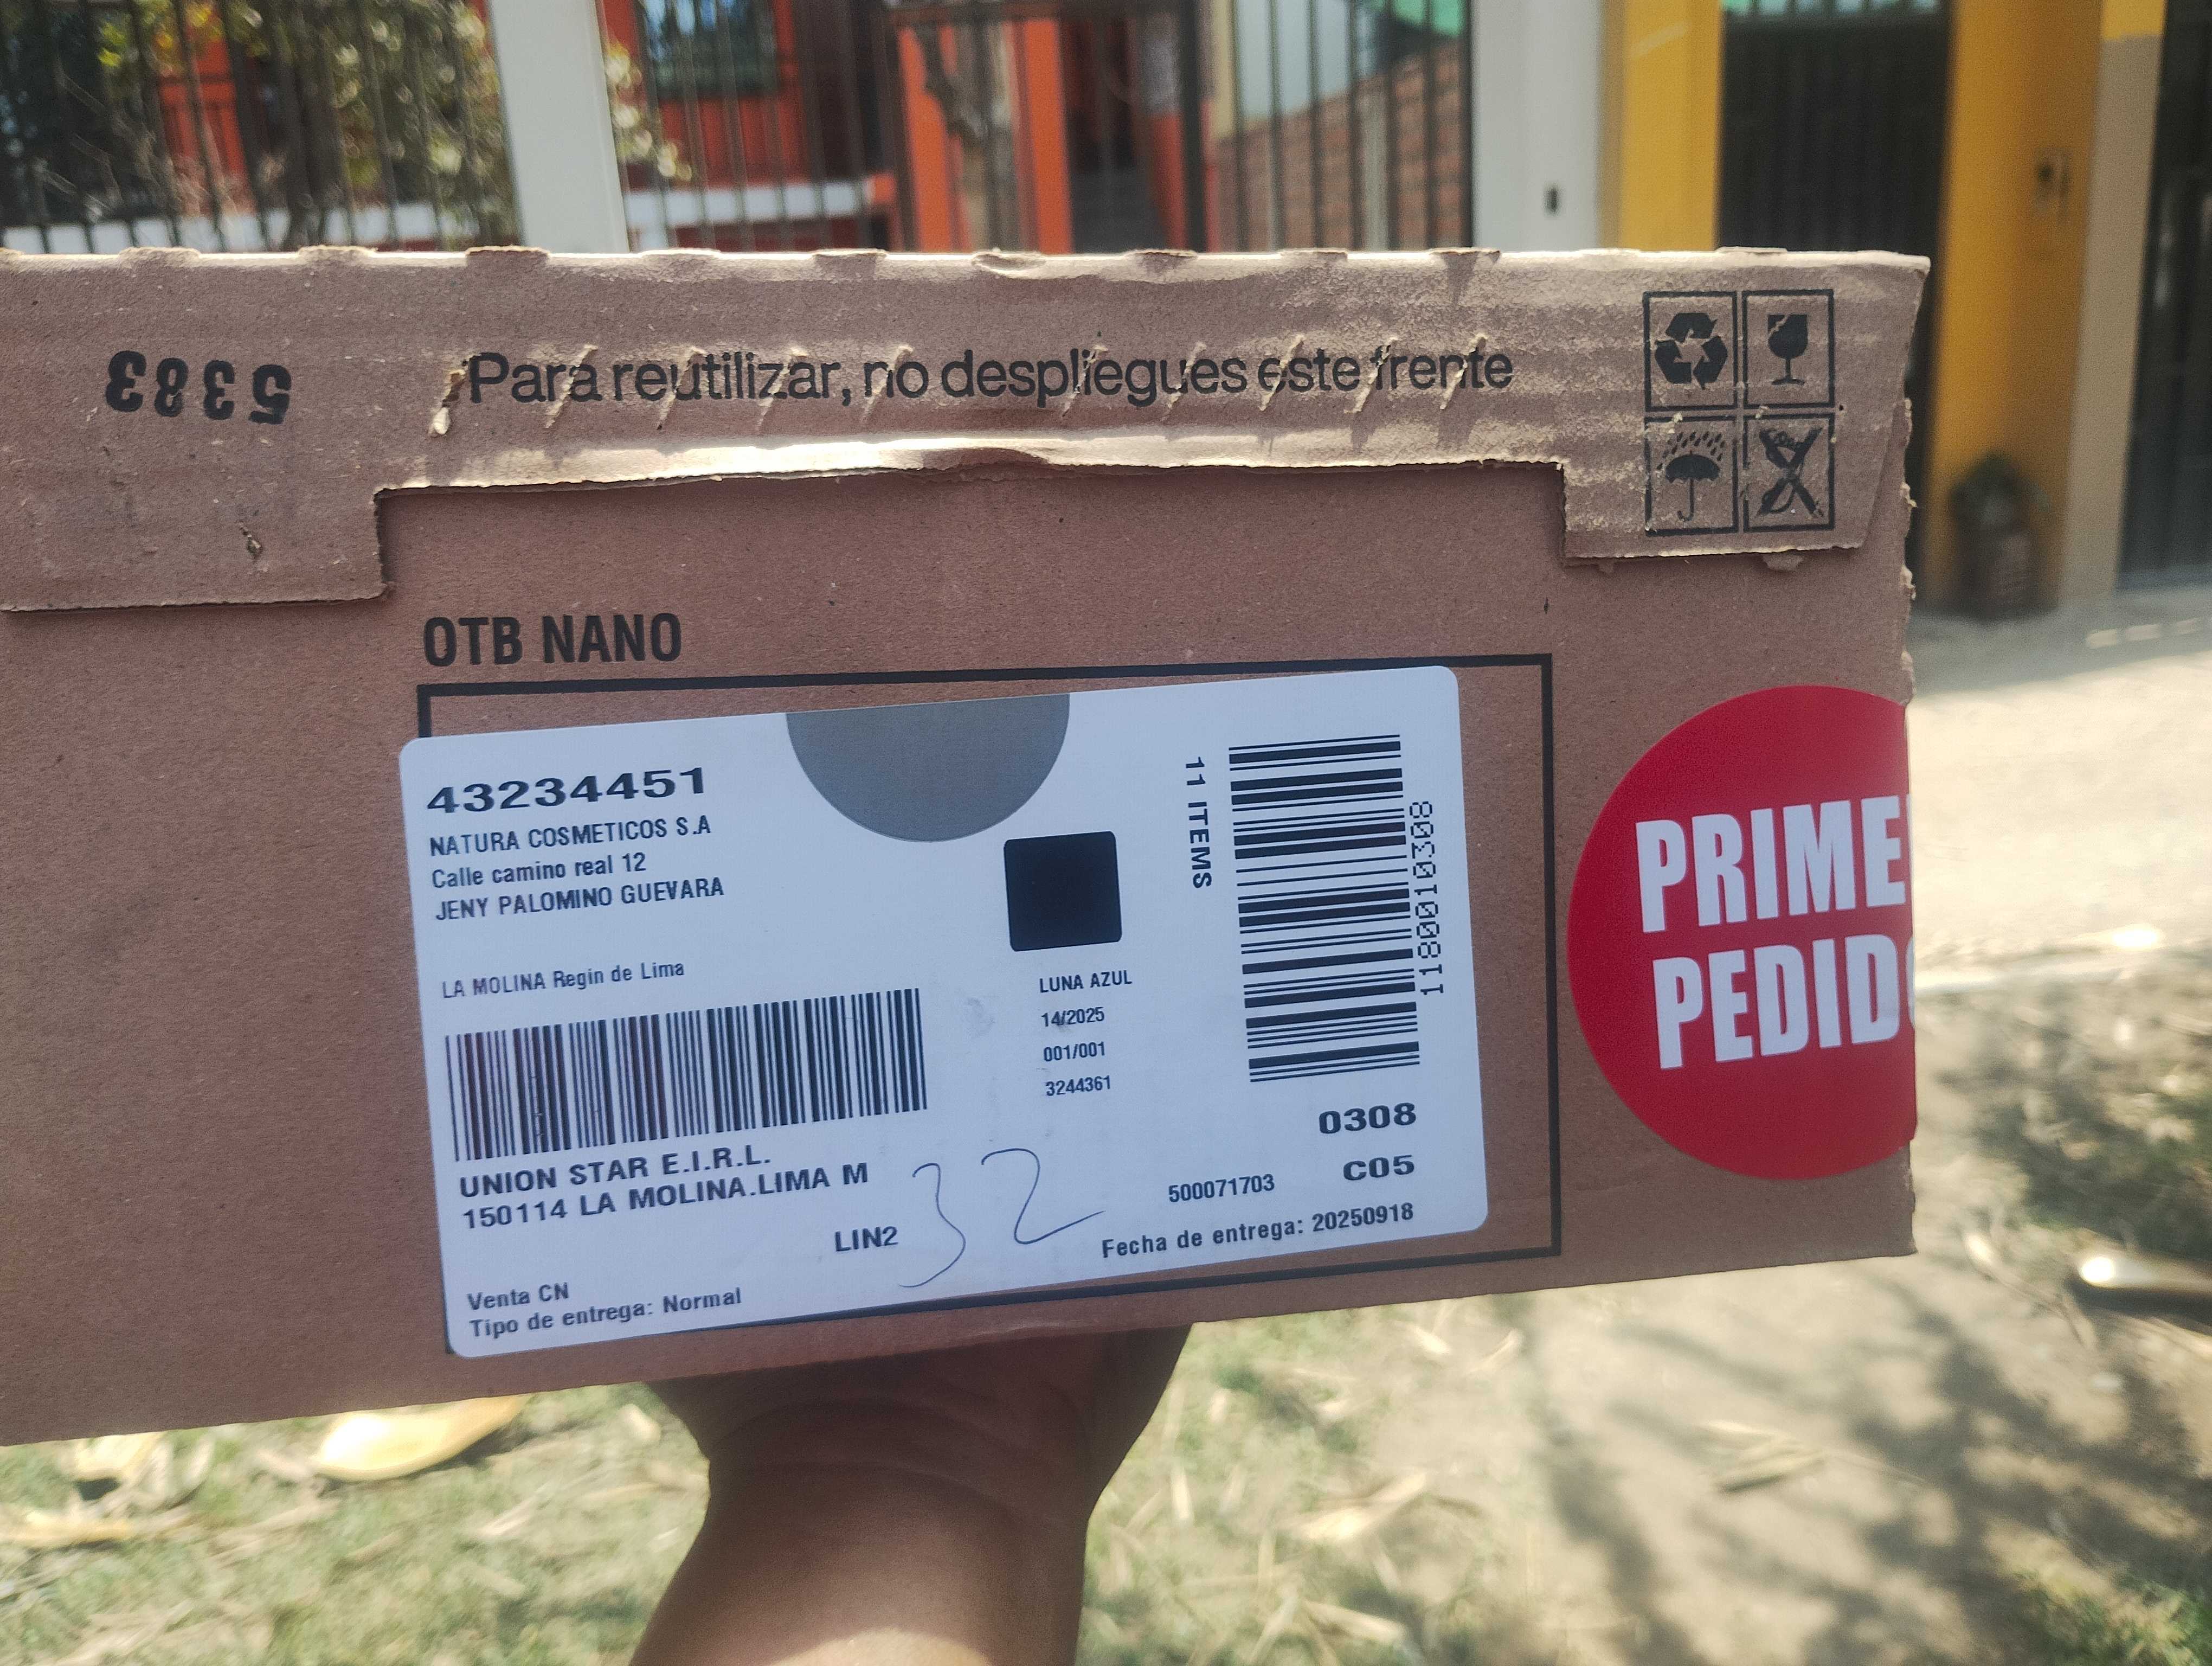 5383
¡Para reutilizar, no despliegues este frente
OTB NANO
43234451
NATURA COSMETICOS S.A
Calle camino real 12
JENY PALOMINO GUEVARA
LA MOLINA Regin de Lima
UNION STAR E.I.R.L.
150114 LA MOLINA.LIMA M
LIN2
32
Venta CN
Tipo de entrega: Normal
LUNA AZUL
14/2025
001/001
3244361
11 ITEMS
1180010308
0308
C05
500071703
Fecha de entrega: 20250918
PRIME
PEDIDO